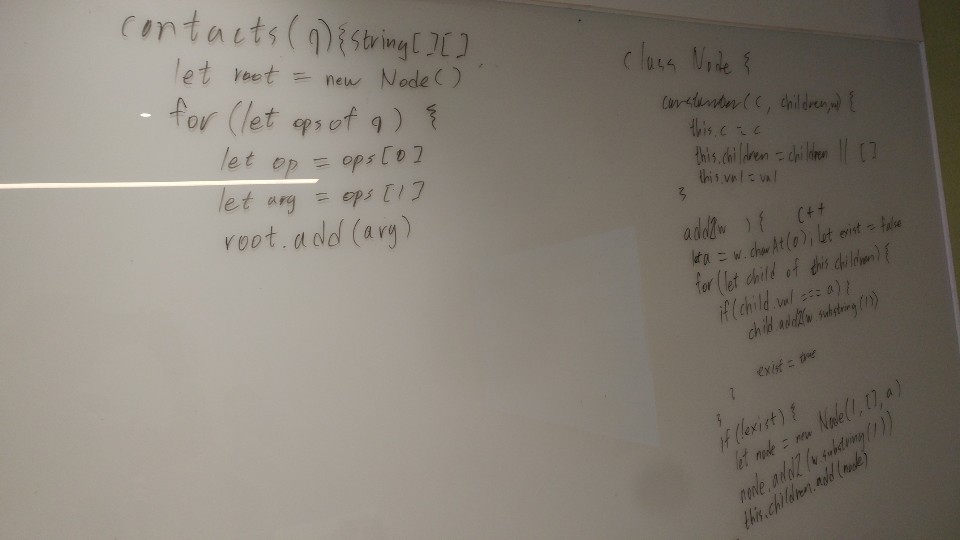 contacts(q){string[][]
let root = new Node()
for (let ops of q) {
let op = ops[0]
let arg = ops[1]
root.add(arg)
class Node {
constructor(c, children, val) {
this.c = c
this.children = children || []
this.val = val
}
add2(w ) { C++
let a = w.charAt(0); let exist = false
for (let child of this.children) {
if (child.val === a) {
child.add2(w.substring(1))
exist = true
}
}
if (!exist) {
let node = new Node(1, [], a)
node.add2(w.substring(1))
this.children.add(node)